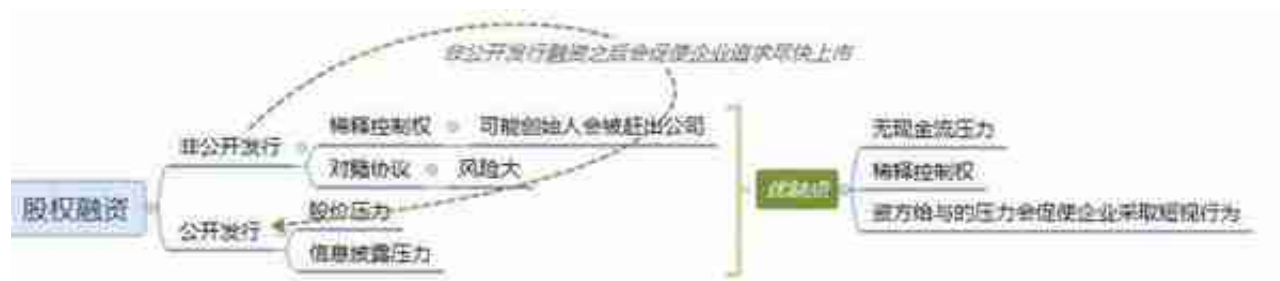 非公开发行融资之后会促使企业追求尽快上市
稀释控制权 可能创始人会被赶出公司
非公开发行
对赌协议 风险大
股权融资
股价压力
公开发行
信息披露压力
优缺点
无现金流压力
稀释控制权
资方给与的压力会促使企业采取短视行为